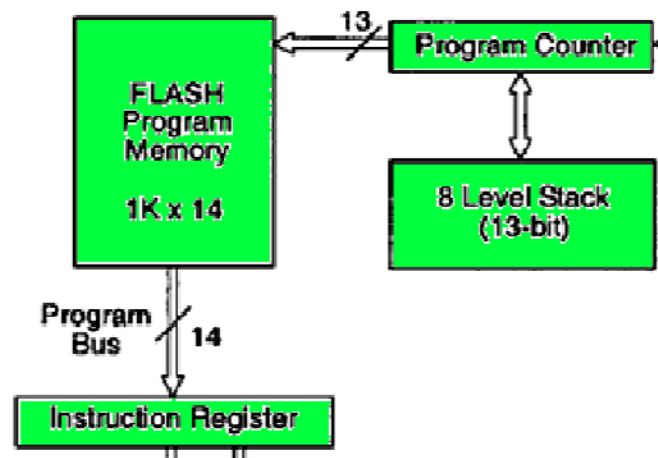 13
Program Counter
FLASH
Program
Memory
1K x 14
8 Level Stack
(13-bit)
Program
Bus
14
Instruction Register